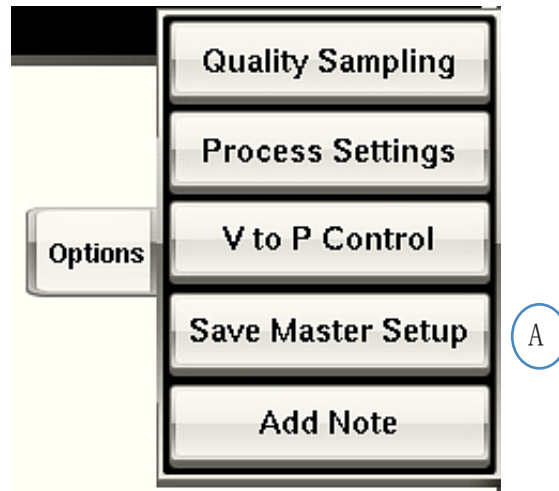 Quality Sampling
Process Settings
Options
V to P Control
Save Master Setup
A
Add Note